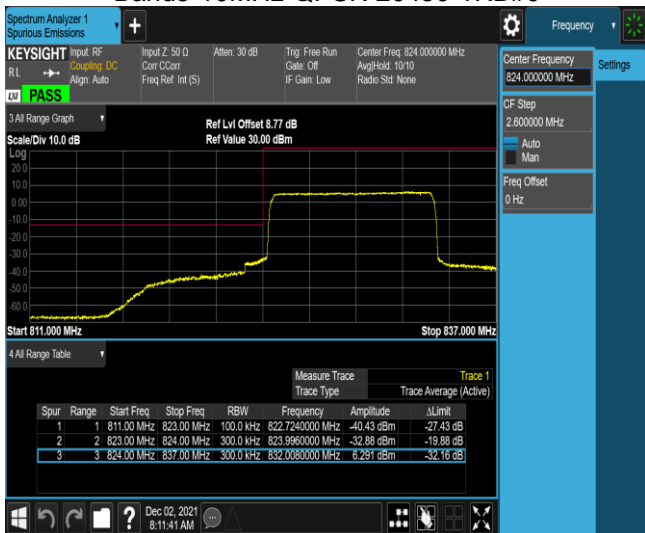 Spectrum Analyzer 1
Spurious Emissions
Frequency
KEYSIGHT
Input: RF
Coupling: DC
Align: Auto
Input Z: 50 Ω
Corr CCorr
Freq Ref: Int (S)
Atten: 30 dB
Trig: Free Run
Gate: Off
IF Gain: Low
Center Freq: 824.000000 MHz
Avg|Hold: 10/10
Radio Std: None
RL
LXI PASS
Center Frequency
824.000000 MHz
Settings
CF Step
2.600000 MHz
Auto
Man
Freq Offset
0 Hz
3 All Range Graph
Scale/Div 10.0 dB
Ref Lvl Offset 8.77 dB
Ref Value 30.00 dBm
Log
20.0
10.0
0.00
-10.0
-20.0
-30.0
-40.0
-50.0
-60.0
Start 811.000 MHz Stop 837.000 MHz
4 All Range Table
Measure Trace Trace 1
Trace Type Trace Average (Active)
Spur Range Start Freq Stop Freq RBW Frequency Amplitude ΔLimit
1 1 811.00 MHz 823.00 MHz 100.0 kHz 822.7240000 MHz -40.43 dBm -27.43 dB
2 2 823.00 MHz 824.00 MHz 300.0 kHz 823.9960000 MHz -32.88 dBm -19.88 dB
3 3 824.00 MHz 837.00 MHz 300.0 kHz 832.0080000 MHz 6.291 dBm -32.16 dB
?
Dec 02, 2021
8:11:41 AM